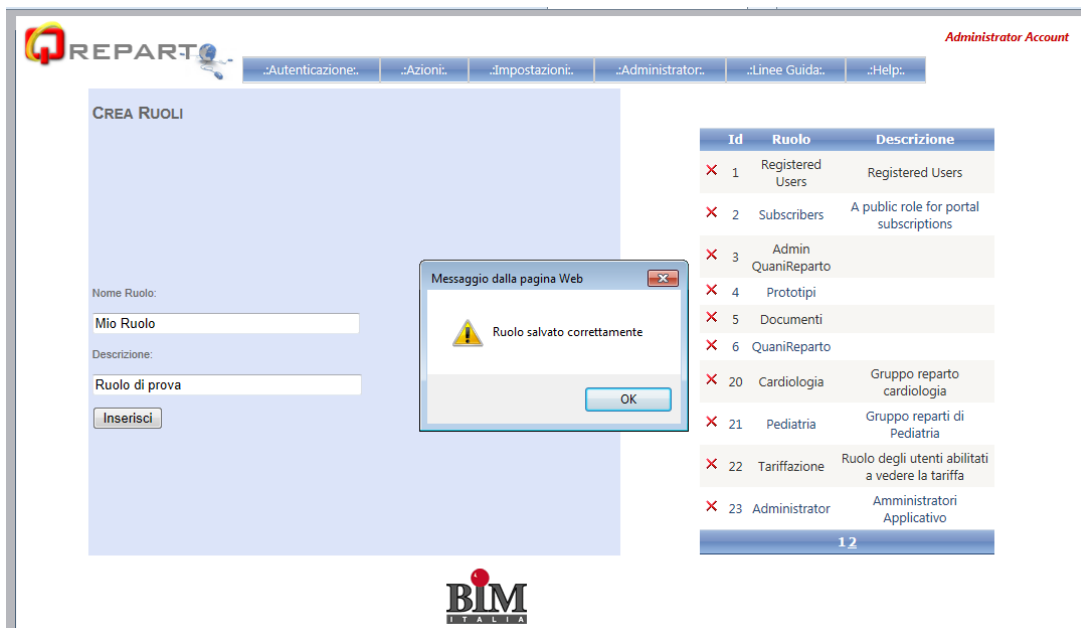 QREPARTO
Administrator Account
.:Autenticazione:.
.:Azioni:.
.:Impostazioni:.
.:Administrator:.
.:Linee Guida:.
.:Help:.
CREA RUOLI
Nome Ruolo:
Mio Ruolo
Descrizione:
Ruolo di prova
Inserisci
Messaggio dalla pagina Web
Ruolo salvato correttamente
OK
Id Ruolo Descrizione
1 Registered Users Registered Users
2 Subscribers A public role for portal subscriptions
3 Admin QuaniReparto
4 Prototipi
5 Documenti
6 QuaniReparto
20 Cardiologia Gruppo reparto cardiologia
21 Pediatria Gruppo reparti di Pediatria
22 Tariffazione Ruolo degli utenti abilitati a vedere la tariffa
23 Administrator Amministratori Applicativo
1 2
BIM
ITALIA